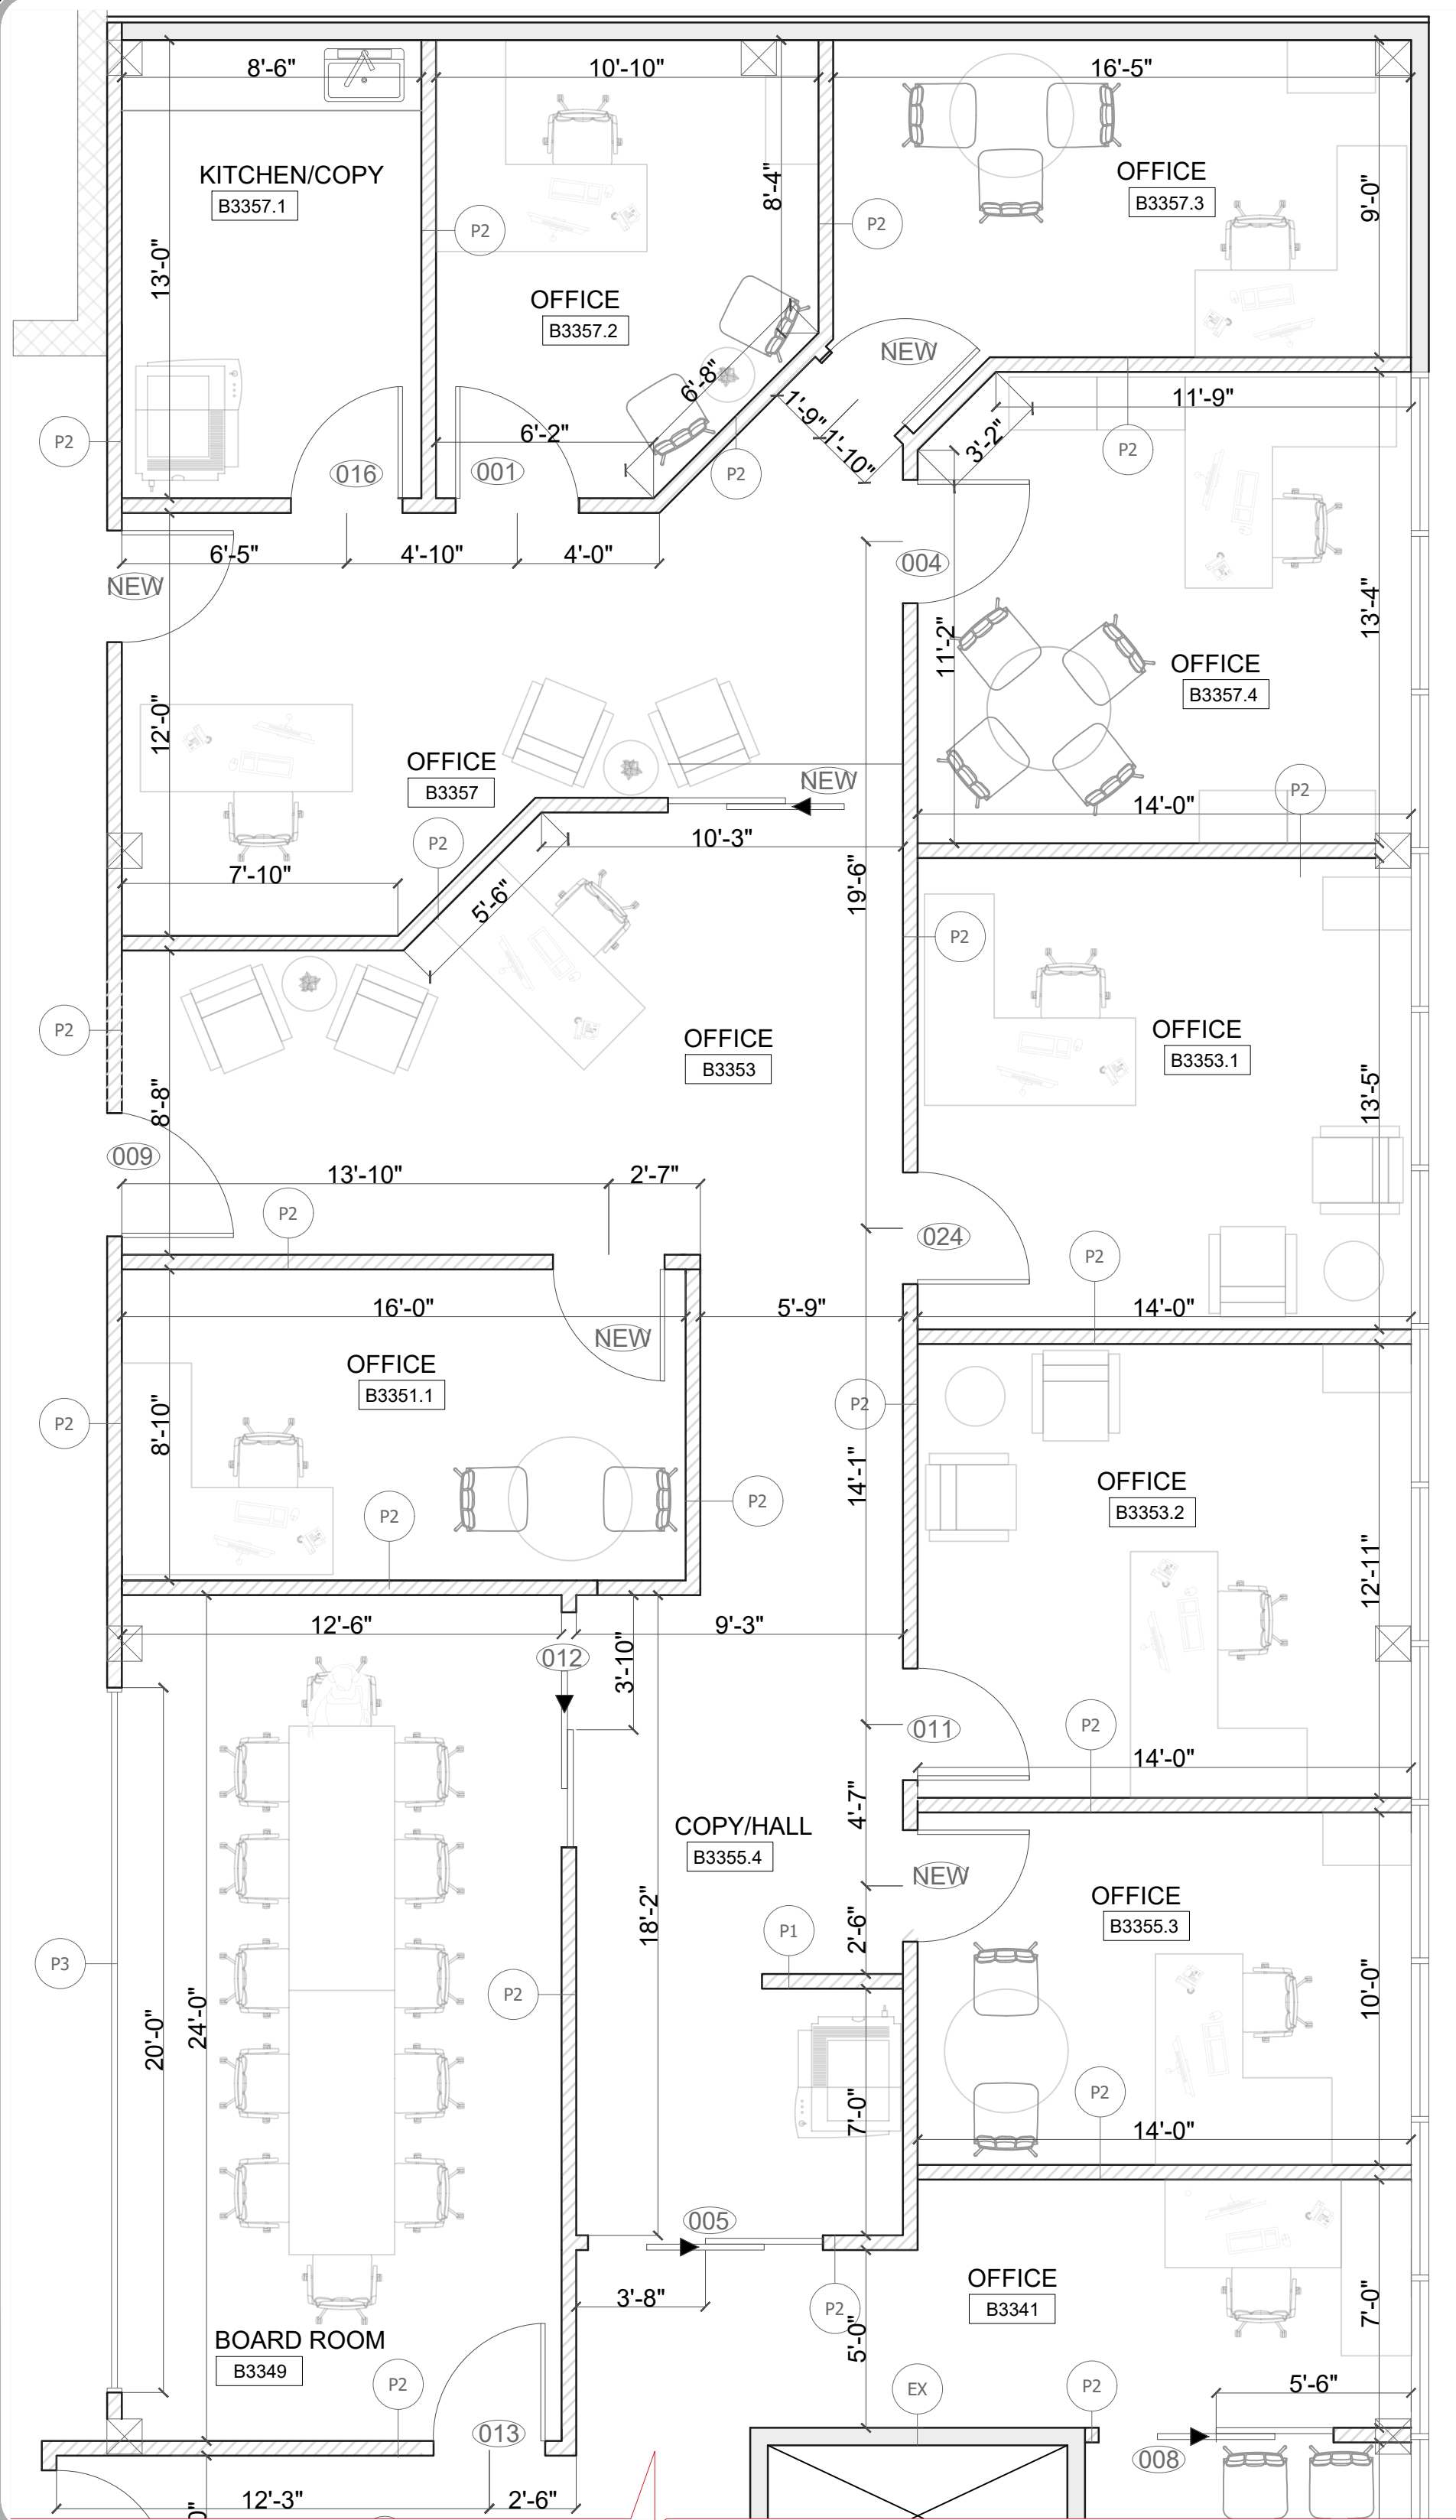 8'-6"
10'-10"
16'-5"
KITCHEN/COPY
B3357.1
8'-4"
OFFICE
B3357.3
9'-0"
P2
P2
13'-0"
OFFICE
B3357.2
NEW
6'-8"
11'-9"
1'-9"
1'-10"
3'-2"
P2
P2
P2
6'-2"
016
001
6'-5"
4'-10"
4'-0"
NEW
004
13'-4"
11'-2"
OFFICE
B3357.4
12'-0"
OFFICE
B3357
NEW
P2
14'-0"
P2
10'-3"
7'-10"
5'-6"
19'-6"
P2
P2
OFFICE
B3353
OFFICE
B3353.1
13'-5"
8'-8"
009
13'-10"
2'-7"
P2
024
P2
16'-0"
5'-9"
14'-0"
NEW
OFFICE
B3351.1
P2
8'-10"
P2
14'-1"
OFFICE
B3353.2
P2
P2
12'-11"
12'-6"
9'-3"
012
3'-10"
011
P2
14'-0"
4'-7"
COPY/HALL
B3355.4
NEW
OFFICE
B3355.3
18'-2"
P1
2'-6"
P3
P2
10'-0"
20'-0"
24'-0"
7'-0"
P2
14'-0"
005
OFFICE
B3341
3'-8"
P2
7'-0"
5'-0"
BOARD ROOM
B3349
P2
EX
P2
5'-6"
013
008
12'-3"
2'-6"
0"